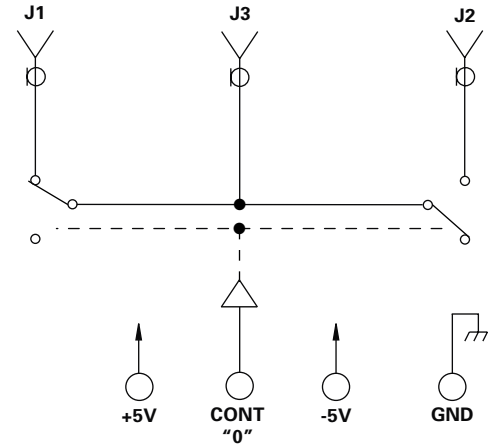 J1
J3
J2
+5V
CONT
“0”
-5V
GND